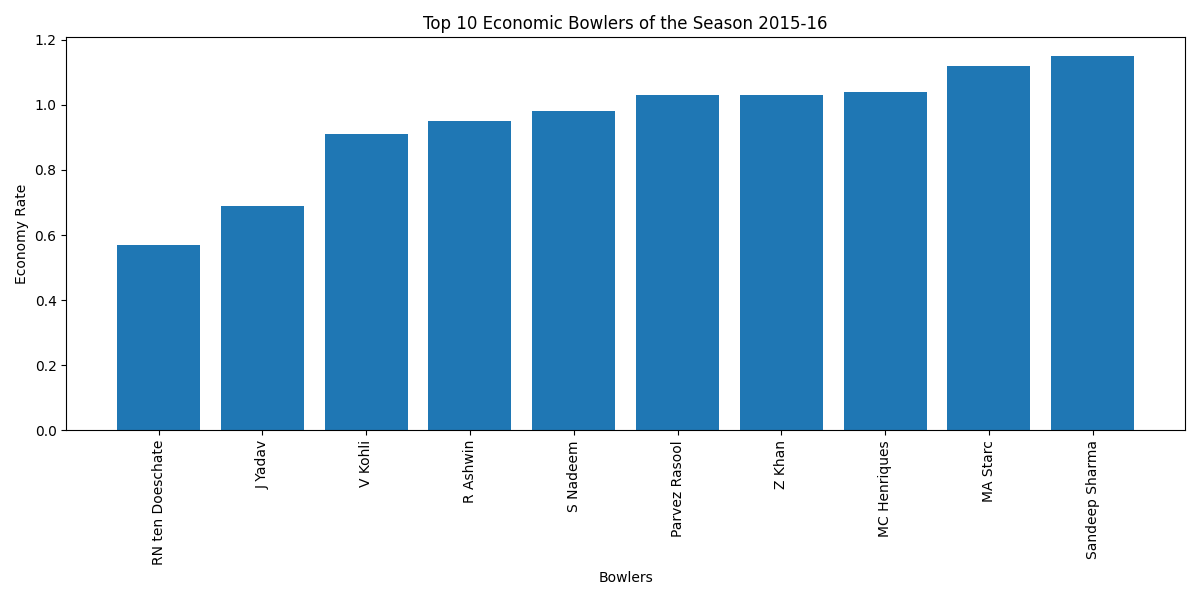 Top 10 Economic Bowlers of the Season 2015-16
Economy Rate
1.2
1.0
0.8
0.6
0.4
0.2
0.0
RN ten Doeschate
J Yadav
V Kohli
R Ashwin
S Nadeem
Parvez Rasool
Z Khan
MC Henriques
MA Starc
Sandeep Sharma
Bowlers